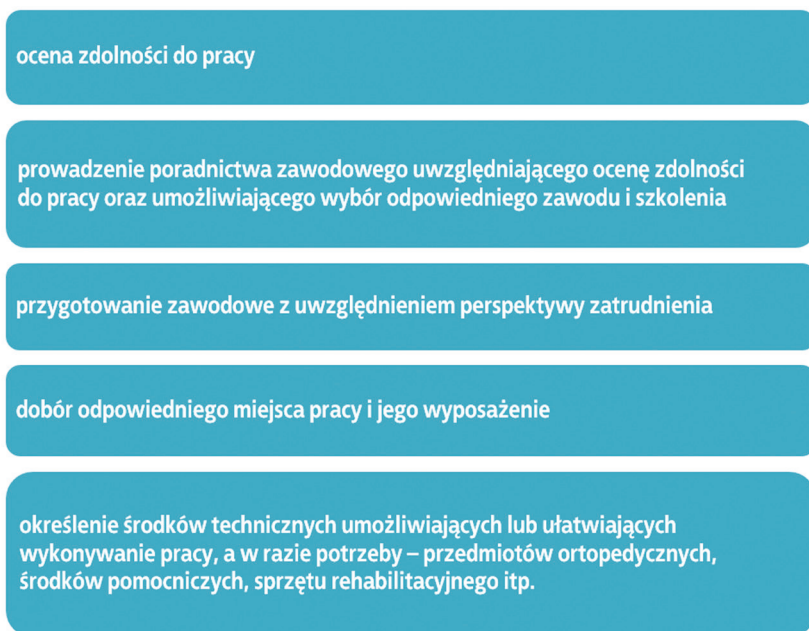 ocena zdolności do pracy
prowadzenie poradnictwa zawodowego uwzględniającego ocenę zdolności
do pracy oraz umożliwiającego wybór odpowiedniego zawodu i szkolenia
przygotowanie zawodowe z uwzględnieniem perspektywy zatrudnienia
dobór odpowiedniego miejsca pracy i jego wyposażenie
określenie środków technicznych umożliwiających lub ułatwiających
wykonywanie pracy, a w razie potrzeby – przedmiotów ortopedycznych,
środków pomocniczych, sprzętu rehabilitacyjnego itp.